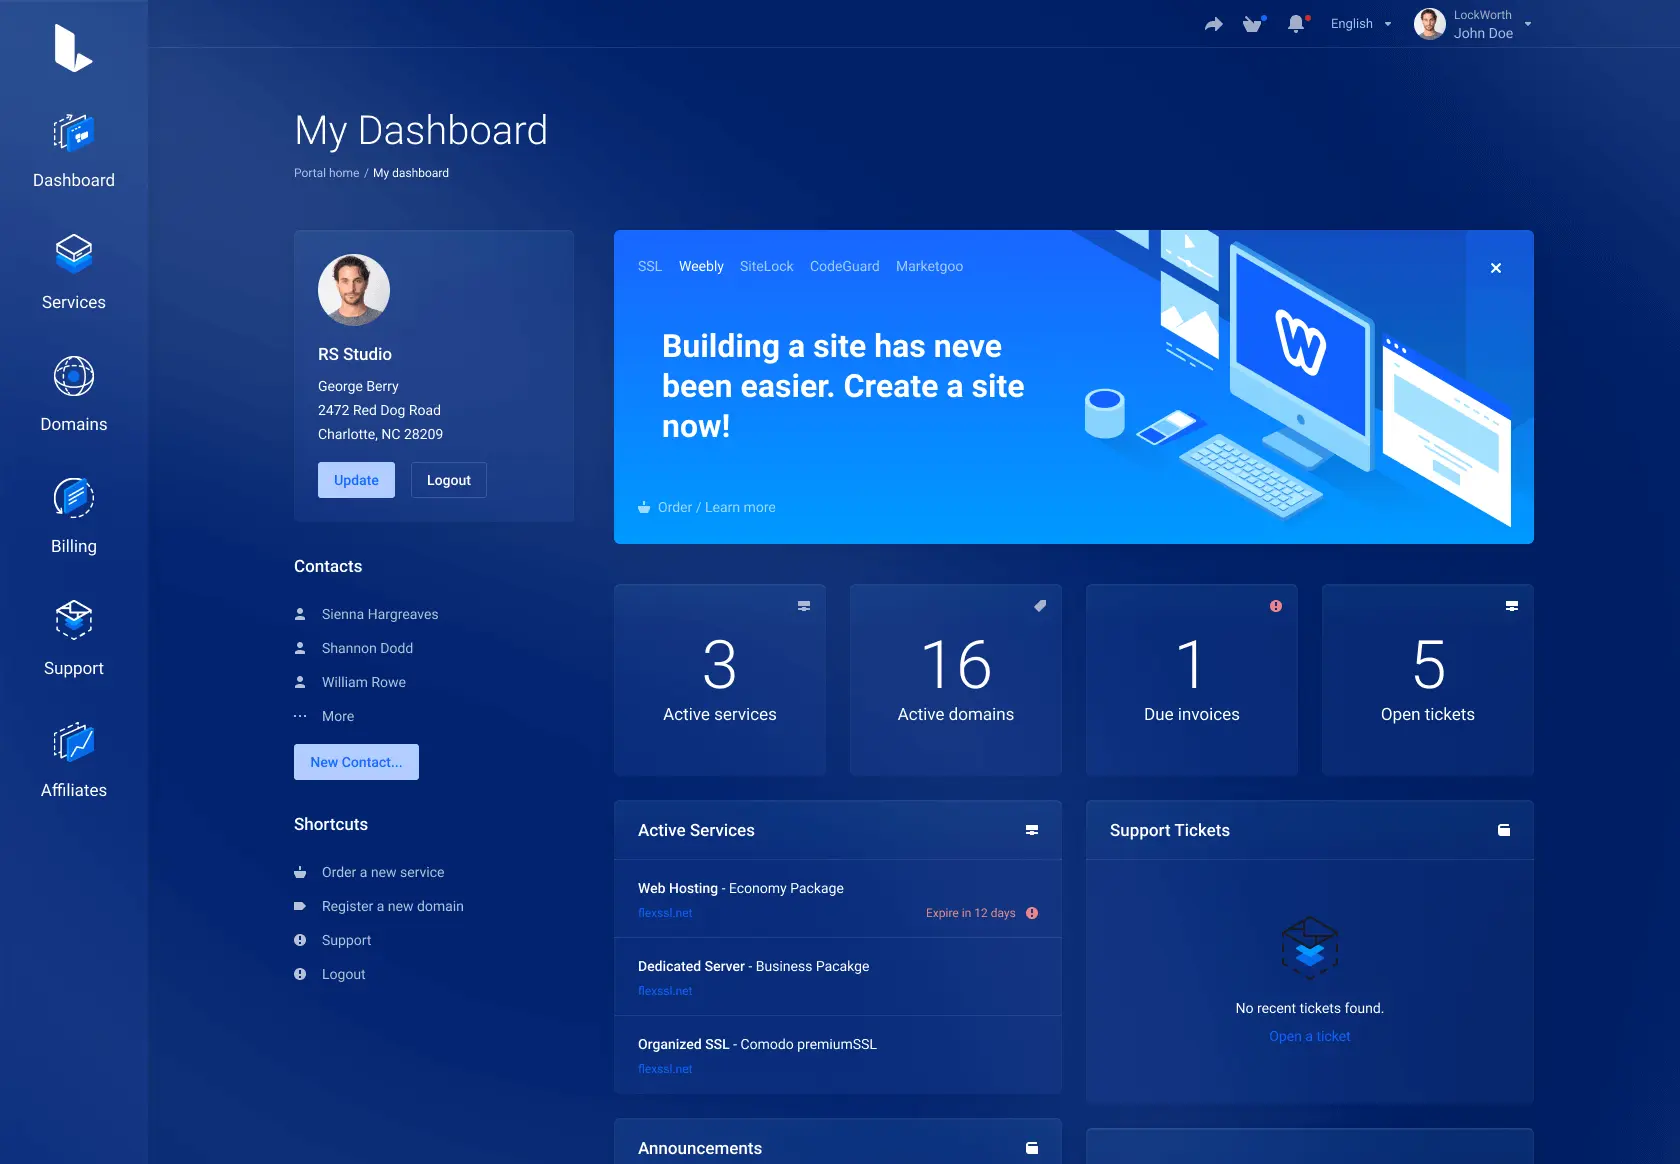 English
LockWorth
John Doe
Dashboard
Services
Domains
Billing
Support
Affiliates
My Dashboard
Portal home / My dashboard
RS Studio
George Berry
2472 Red Dog Road
Charlotte, NC 28209
Update
Logout
Contacts
Sienna Hargreaves
Shannon Dodd
William Rowe
More
New Contact...
Shortcuts
Order a new service
Register a new domain
Support
Logout
SSL Weebly SiteLock CodeGuard Marketgoo
Building a site has neve
been easier. Create a site
now!
Order / Learn more
W
3
Active services
16
Active domains
1
Due invoices
5
Open tickets
Active Services
Web Hosting - Economy Package
flexssl.net
Expire in 12 days
Dedicated Server - Business Pacakge
flexssl.net
Organized SSL - Comodo premiumSSL
flexssl.net
Support Tickets
No recent tickets found.
Open a ticket
Announcements